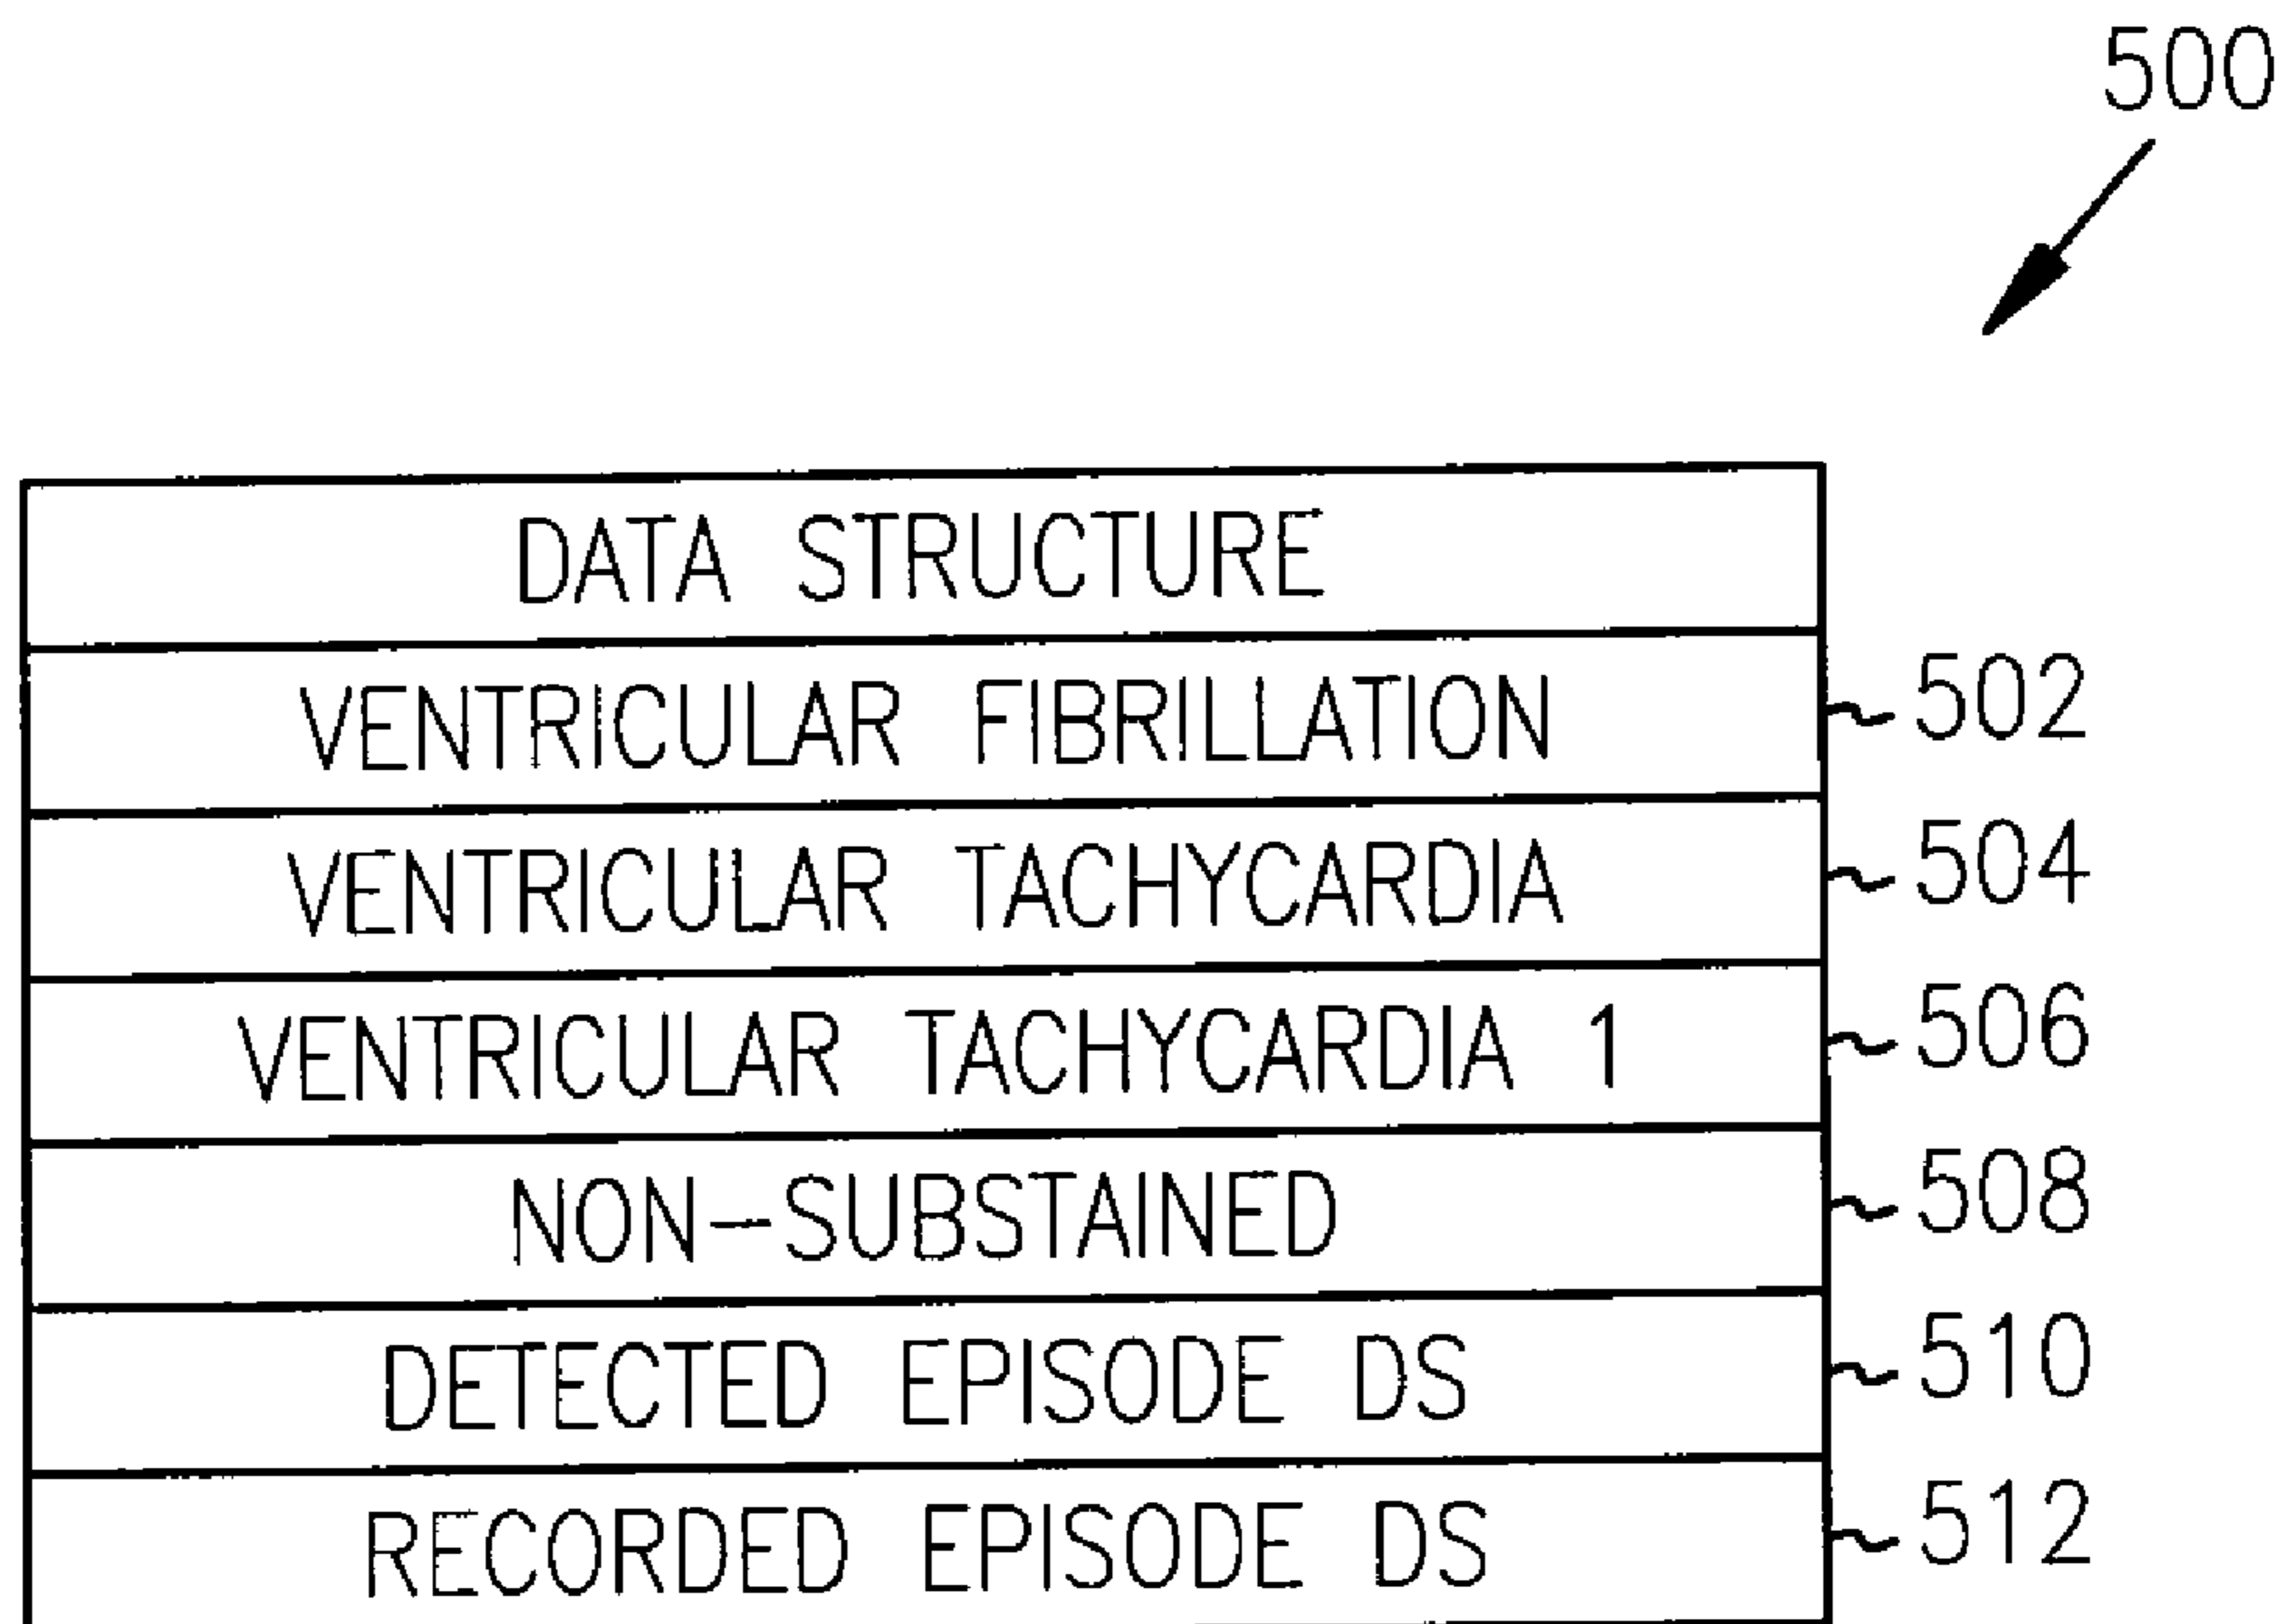 500
DATA STRUCTURE
VENTRICULAR FIBRILLATION 502
VENTRICULAR TACHYCARDIA 504
VENTRICULAR TACHYCARDIA 1 506
NON-SUBSTAINED 508
DETECTED EPISODE DS 510
RECORDED EPISODE DS 512